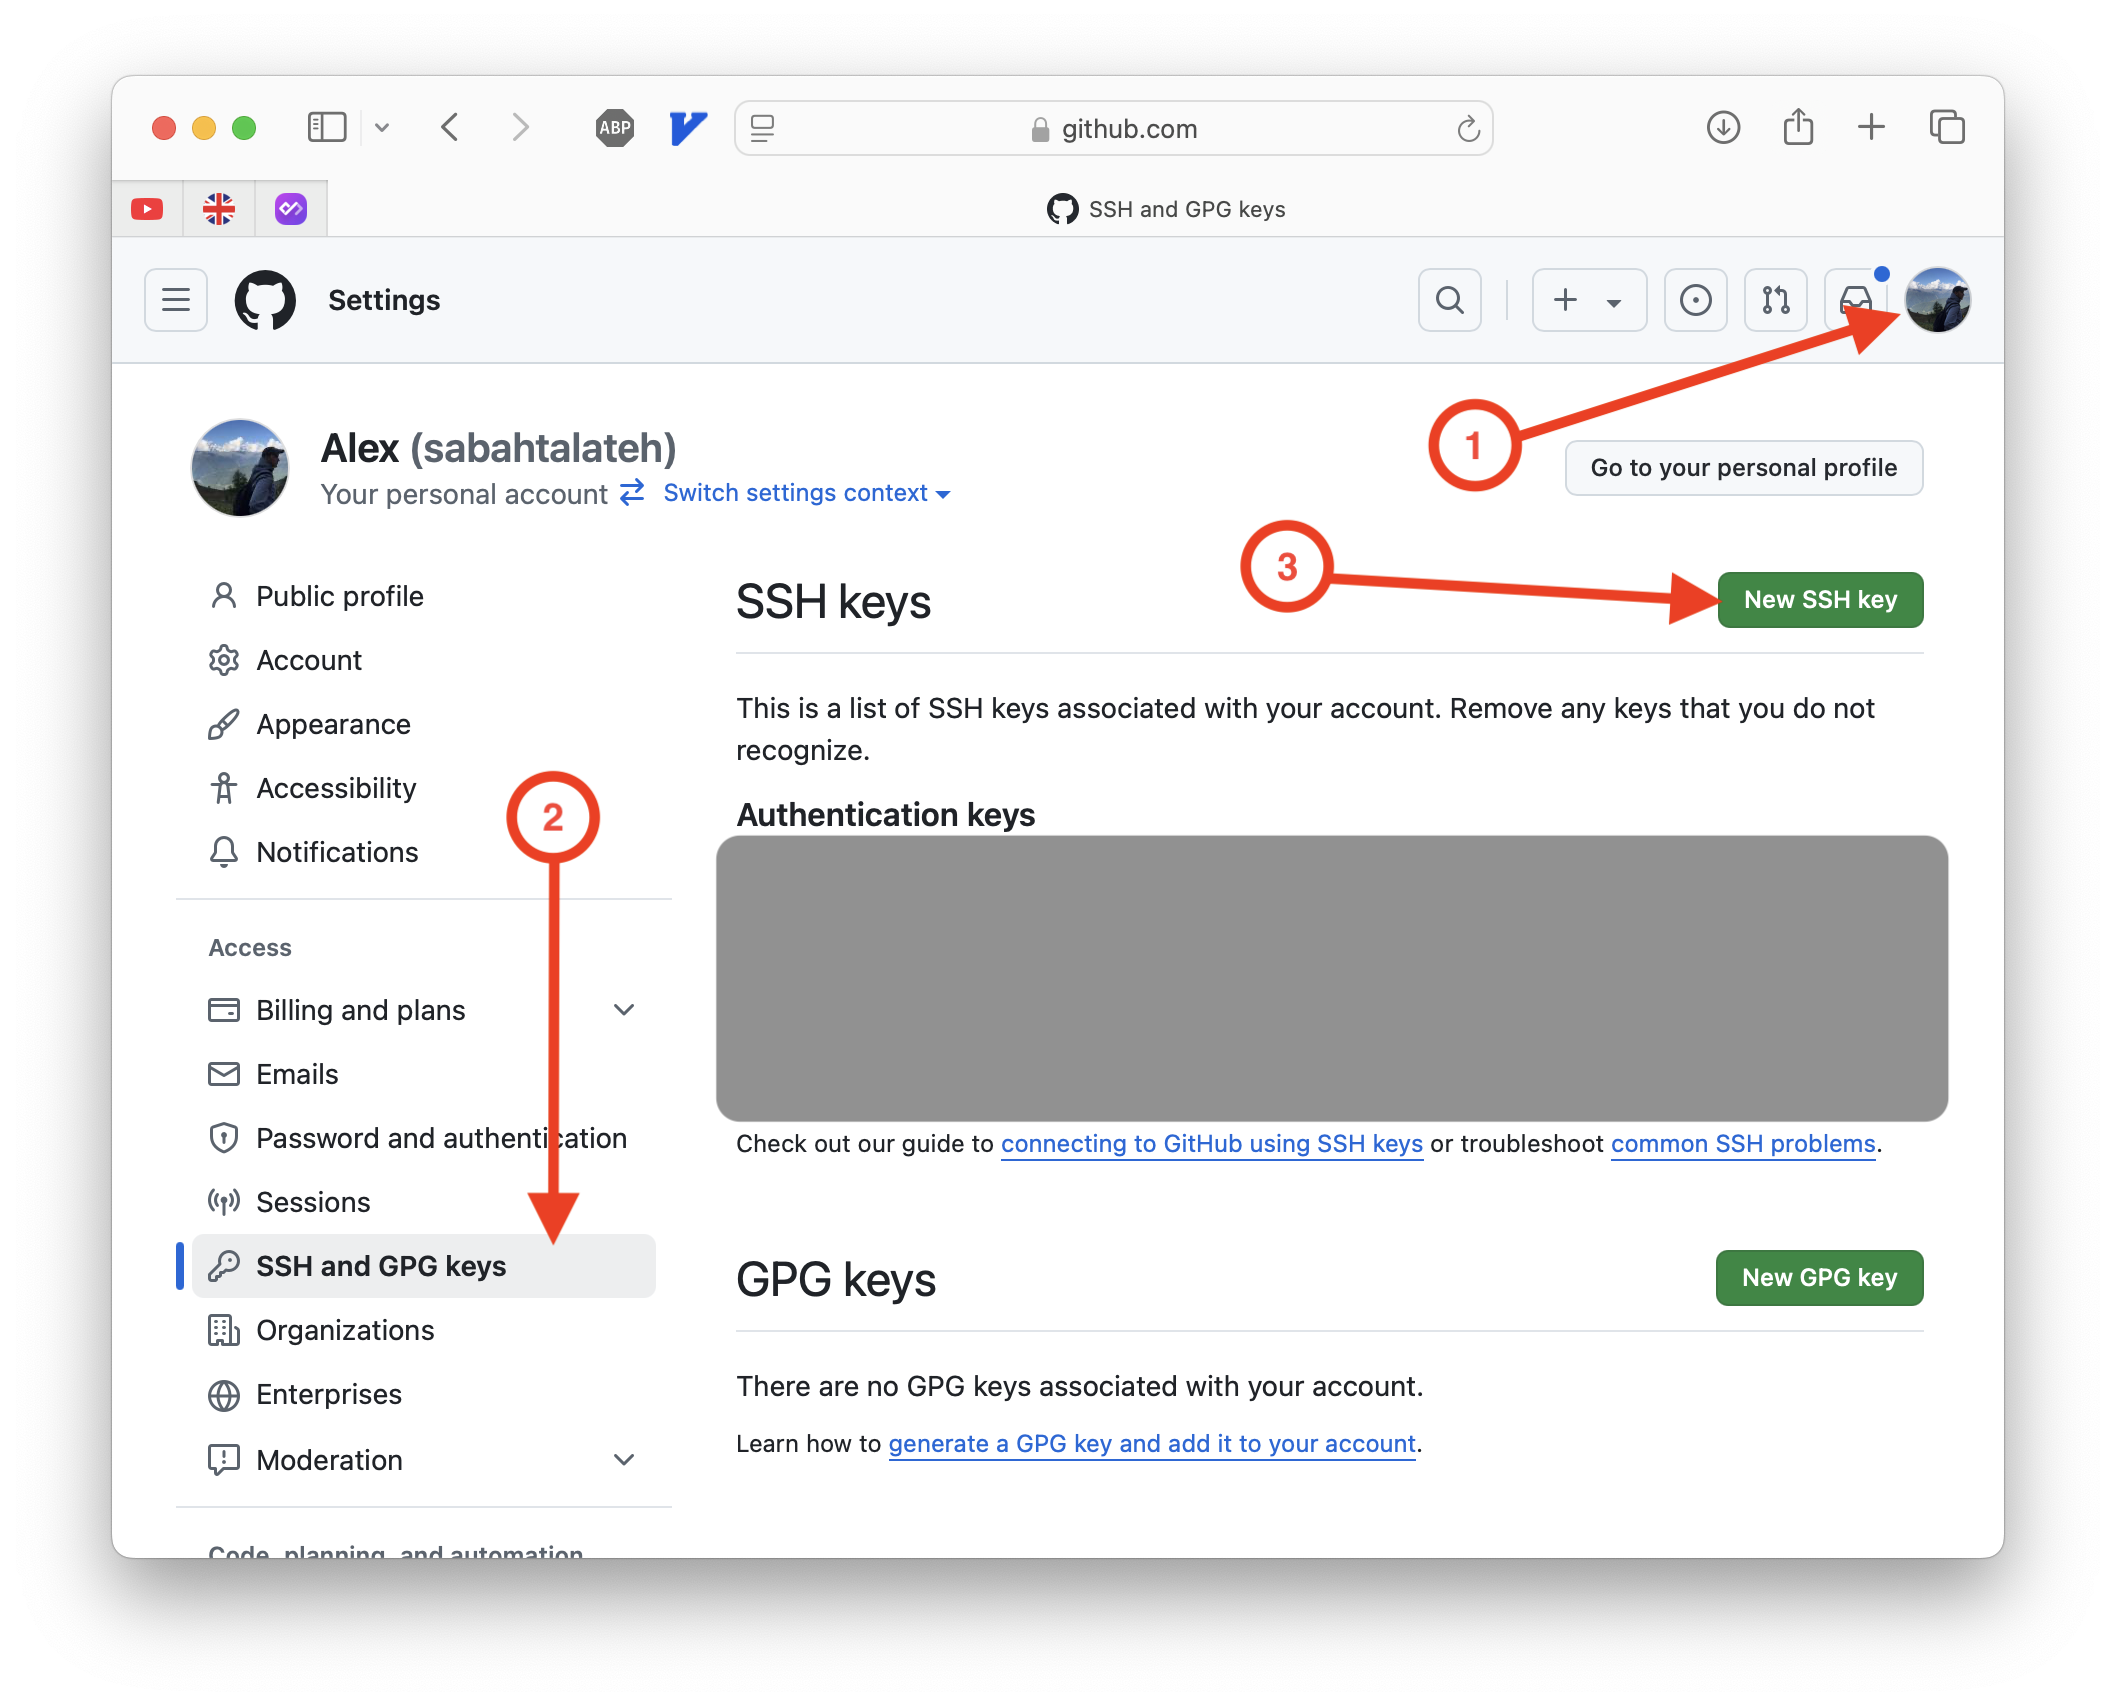 ABP
github.com
SSH and GPG keys
Settings
1
Alex (sabahtalateh)
Your personal account
Switch settings context
Go to your personal profile
Public profile
Account
Appearance
Accessibility
Notifications
2
Access
Billing and plans
Emails
Password and authentication
Sessions
SSH and GPG keys
Organizations
Enterprises
Moderation
Code, planning, and automation
SSH keys
3
New SSH key
This is a list of SSH keys associated with your account. Remove any keys that you do not
recognize.
Authentication keys
Check out our guide to connecting to GitHub using SSH keys or troubleshoot common SSH problems.
GPG keys
New GPG key
There are no GPG keys associated with your account.
Learn how to generate a GPG key and add it to your account.